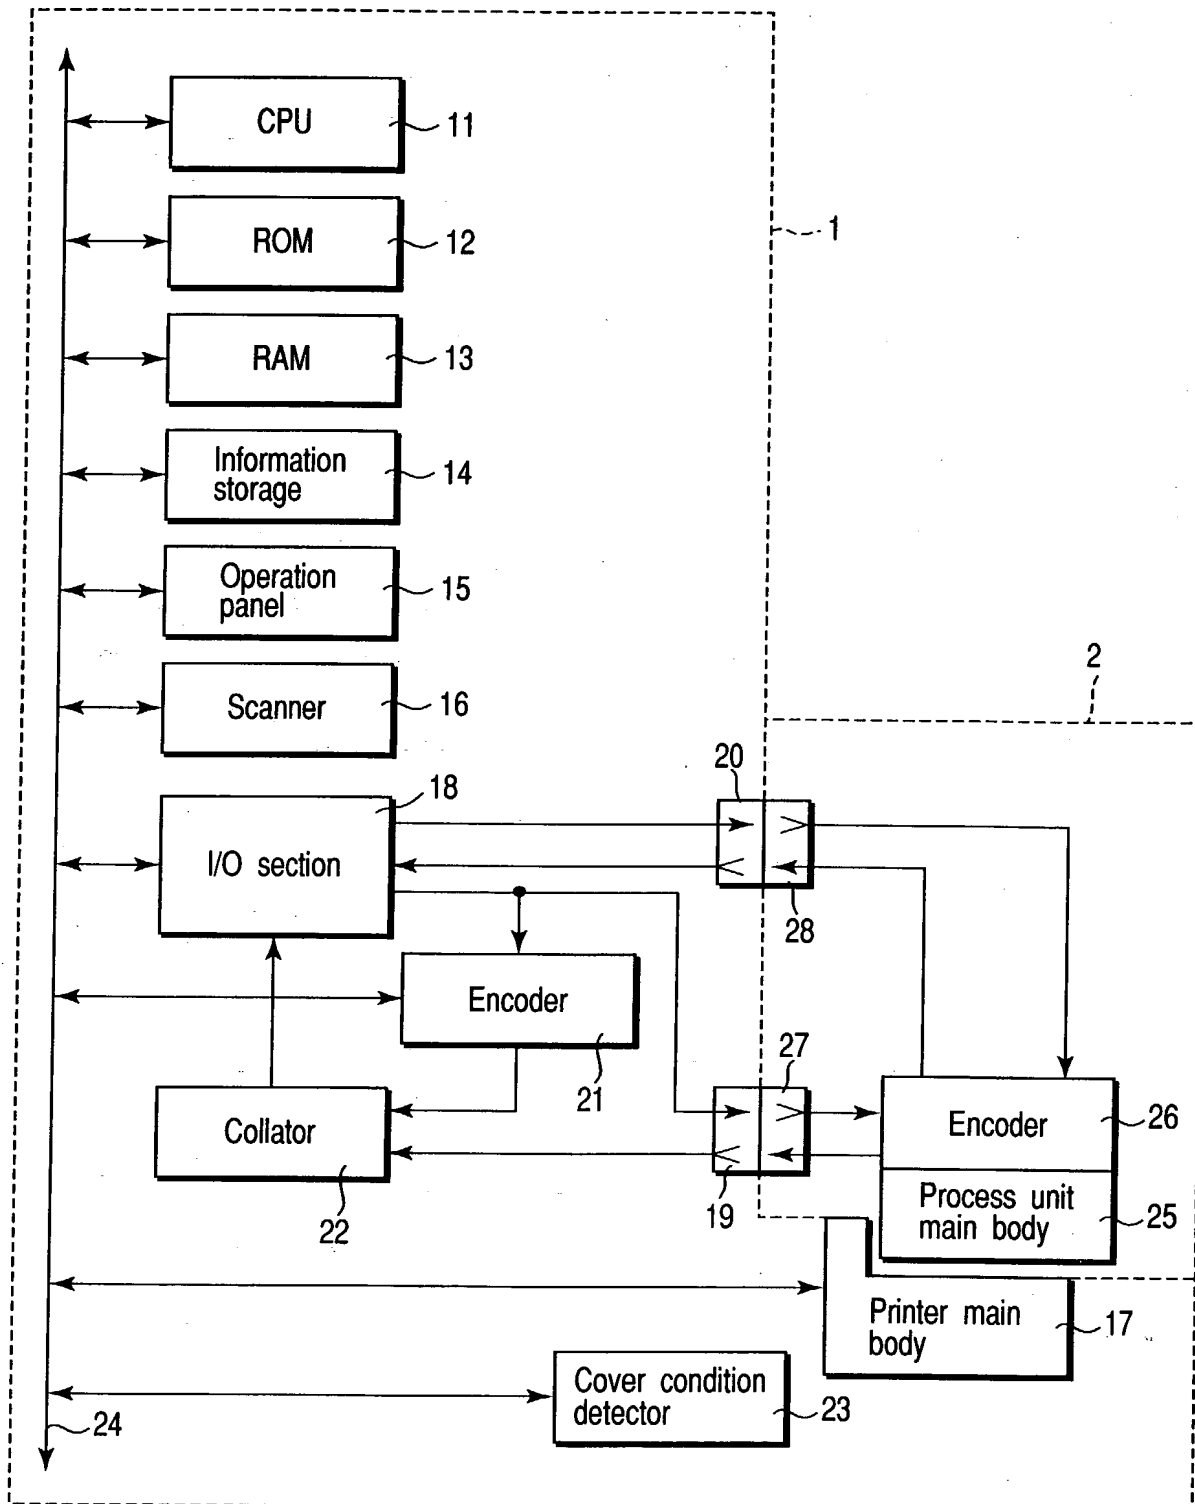 CPU
11
ROM
12
1
RAM
13
Information
storage
14
Operation
panel
15
2
Scanner
16
20
18
I/O section
28
Encoder
21
27
Collator
22
19
Encoder
26
Process unit
main body
25
Printer main
body
17
Cover condition
detector
23
24